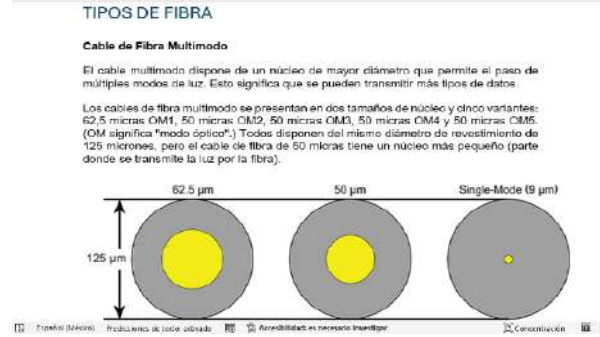 TIPOS DE FIBRA
Cable de Fibra Multimodo
El cable multimodo dispone de un núcleo de mayor diámetro que permite el paso de
múltiples modos de luz. Esto significa que se pueden transmitir más tipos de datos.
Los cables de fibra multimodo se presentan en dos tamaños de núcleo y cinco variantes:
62,5 micras OM1, 50 micras OM2, 50 micras OM3, 50 micras OM4 y 50 micras OM5.
(OM significa "modo óptico".) Todos disponen del mismo diámetro de revestimiento de
125 micrones, pero el cable de fibra de 50 micras tiene un núcleo más pequeño (parte
donde se transmite la luz por la fibra).
62.5 µm 50 µm Single-Mode (9 µm)
125 µm
Español (México) Predicciones de texto: activado Accesibilidad: es necesario investigar Concentración